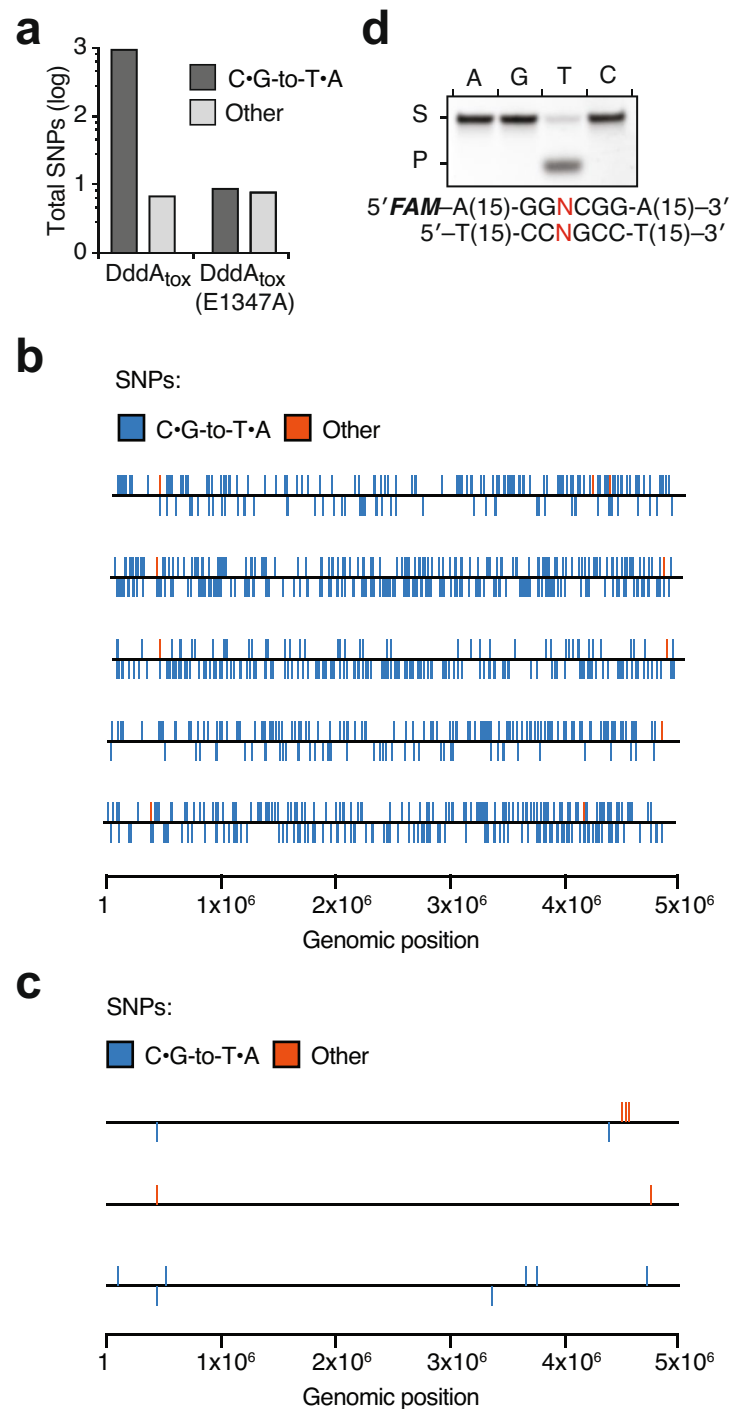 a
3
2
1
0
Total SNPs (log)
C•G-to-T•A
Other
DddAtox
DddAtox
(E1347A)
d
A G T C
S
P
5′FAM–A(15)-GGNCGG-A(15)–3′
5′–T(15)-CCNGCC-T(15)–3′
b
SNPs:
C•G-to-T•A Other
1 1x10⁶ 2x10⁶ 3x10⁶ 4x10⁶ 5x10⁶
Genomic position
c
SNPs:
C•G-to-T•A Other
1 1x10⁶ 2x10⁶ 3x10⁶ 4x10⁶ 5x10⁶
Genomic position